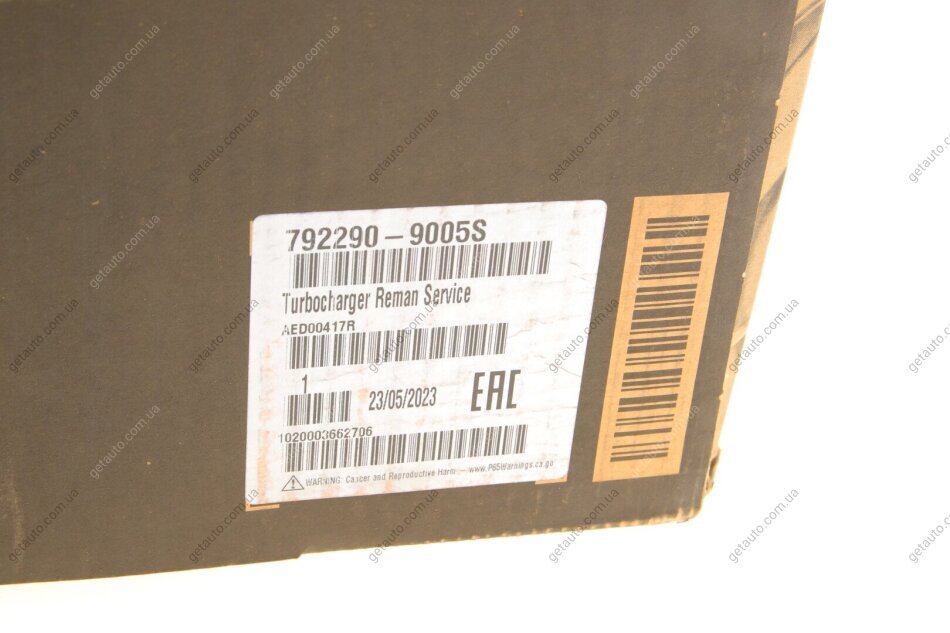 792290-9005S
Turbocharger Reman Service
AED00417R
1
23/05/2023
EAC
1020003662706
WARNING: Cancer and Reproductive Harm – www.P65Warnings.ca.go
getauto.com.ua